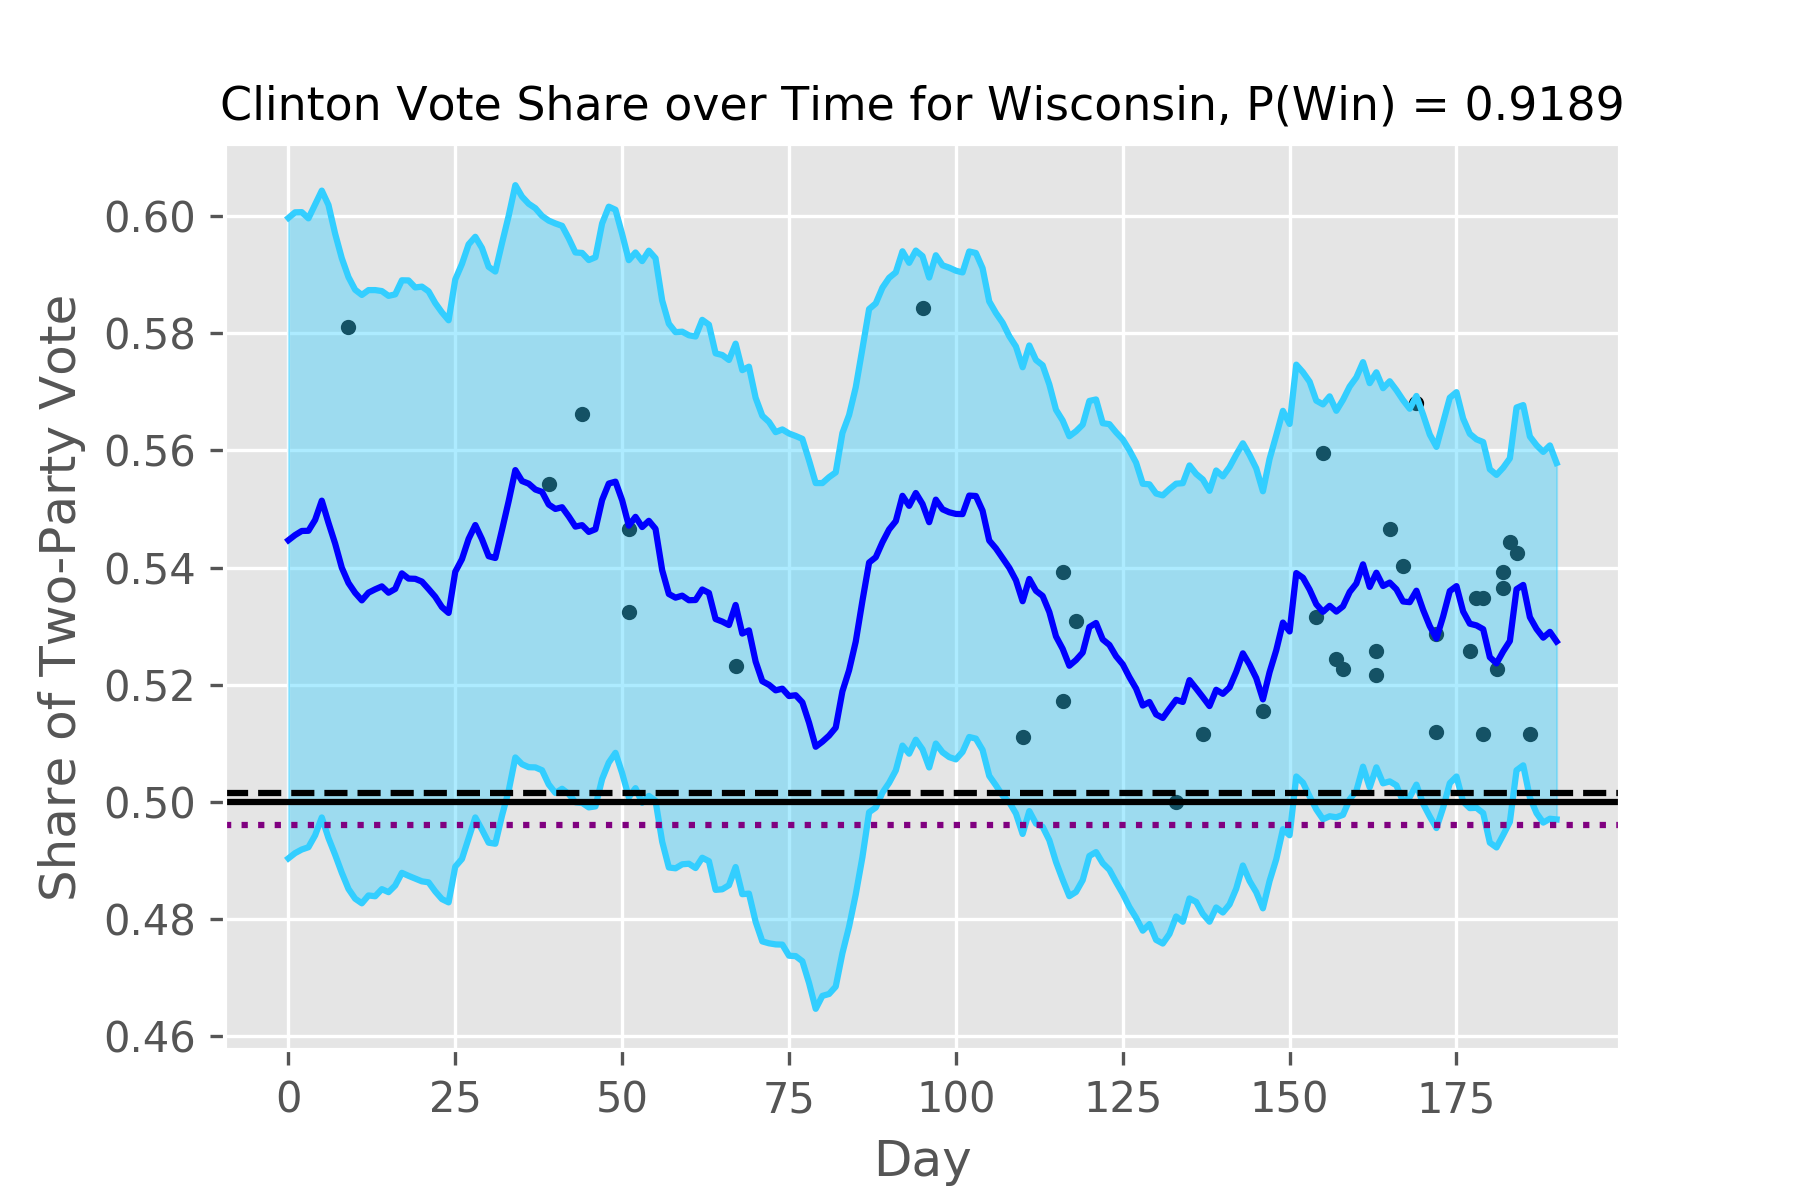 Clinton Vote Share over Time for Wisconsin, P(Win) = 0.9189
Share of Two-Party Vote
0.60
0.58
0.56
0.54
0.52
0.50
0.48
0.46
0 25 50 75 100 125 150 175
Day